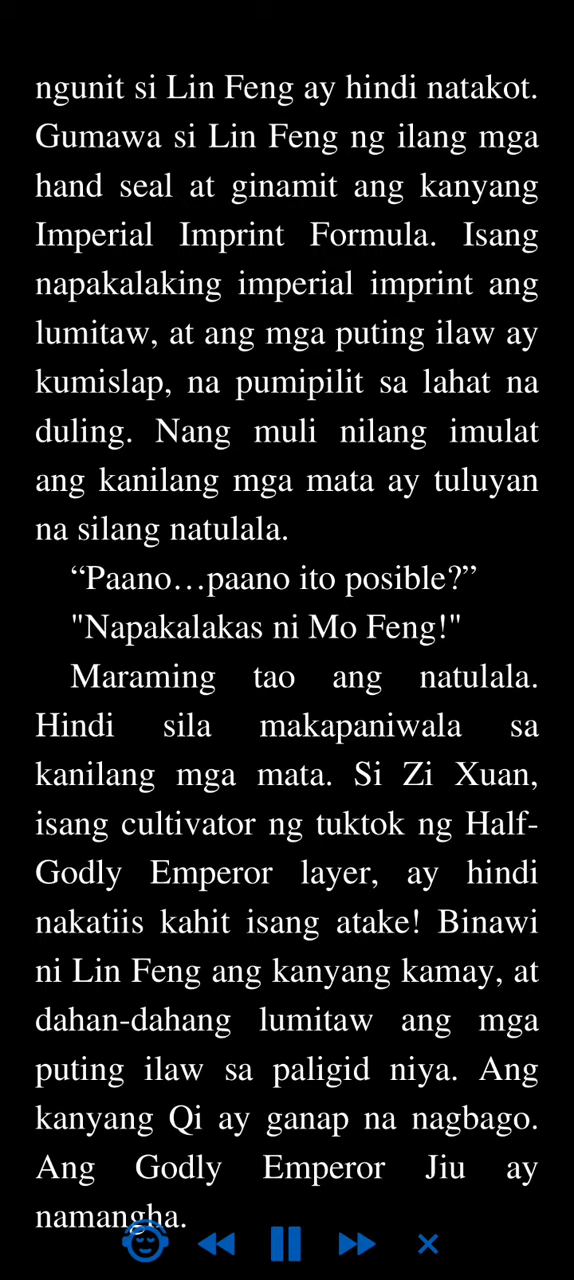 ngunit si Lin Feng ay hindi natakot.
Gumawa si Lin Feng ng ilang mga
hand seal at ginamit ang kanyang
Imperial Imprint Formula. Isang
napakalaking imperial imprint ang
lumitaw, at ang mga puting ilaw ay
kumislap, na pumipilit sa lahat na
duling. Nang muli nilang imulat
ang kanilang mga mata ay tuluyan
na silang natulala.
“Paano…paano ito posible?”
"Napakalakas ni Mo Feng!"
Maraming tao ang natulala.
Hindi sila makapaniwala sa
kanilang mga mata. Si Zi Xuan,
isang cultivator ng tuktok ng Half-
Godly Emperor layer, ay hindi
nakatiis kahit isang atake! Binawi
ni Lin Feng ang kanyang kamay, at
dahan-dahang lumitaw ang mga
puting ilaw sa paligid niya. Ang
kanyang Qi ay ganap na nagbago.
Ang Godly Emperor Jiu ay
namangha.